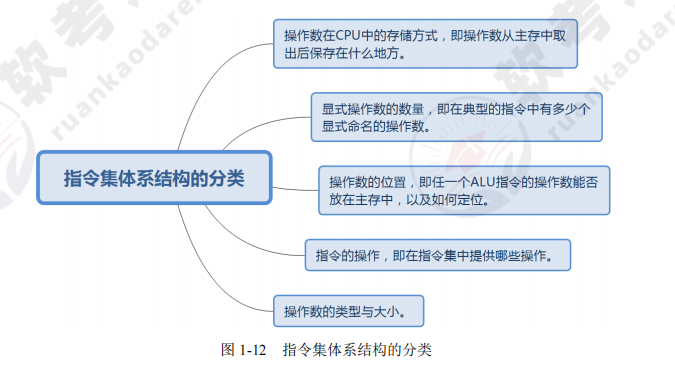 操作数在CPU中的存储方式，即操作数从主存中取
出后保存在什么地方。
显式操作数的数量，即在典型的指令中有多少个
显式命名的操作数。
指令集体系结构的分类
操作数的位置，即任一个ALU指令的操作数能否
放在主存中，以及如何定位。
指令的操作，即在指令集中提供哪些操作。
操作数的类型与大小。
图 1-12 指令集体系结构的分类
软考
ruankaodaren
软考
ruankaodaren